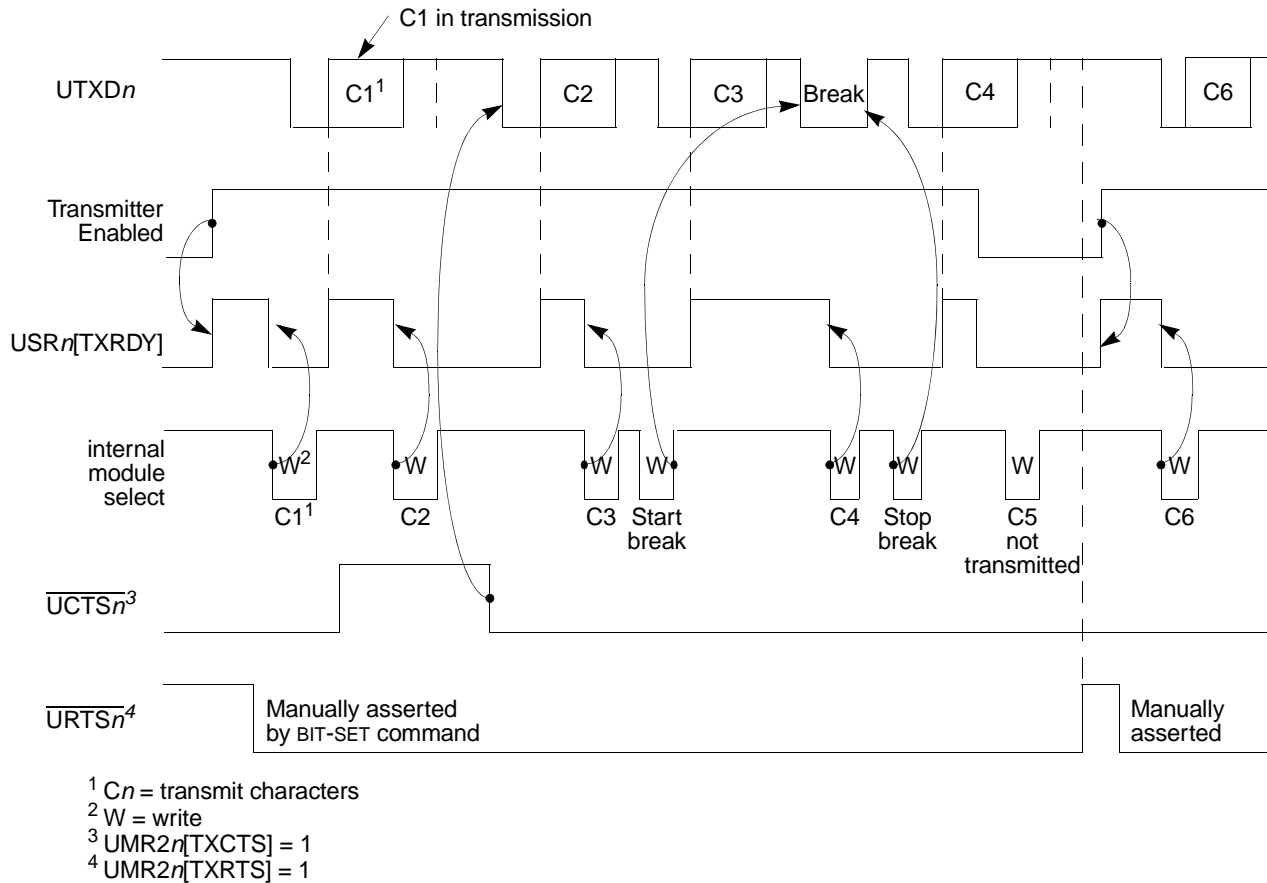 C1 in transmission
UTXDn
C1¹
C2
C3
Break
C4
C6
Transmitter
Enabled
USRn[TXRDY]
internal
module
select
W²
W
W
W
W
W
W
W
C1¹
C2
C3
Start
break
C4
Stop
break
C5
not
transmitted
C6
UCTSn³
URTSn⁴
Manually asserted
by BIT-SET command
Manually
asserted
¹ Cn = transmit characters
² W = write
³ UMR2n[TXCTS] = 1
⁴ UMR2n[TXRTS] = 1